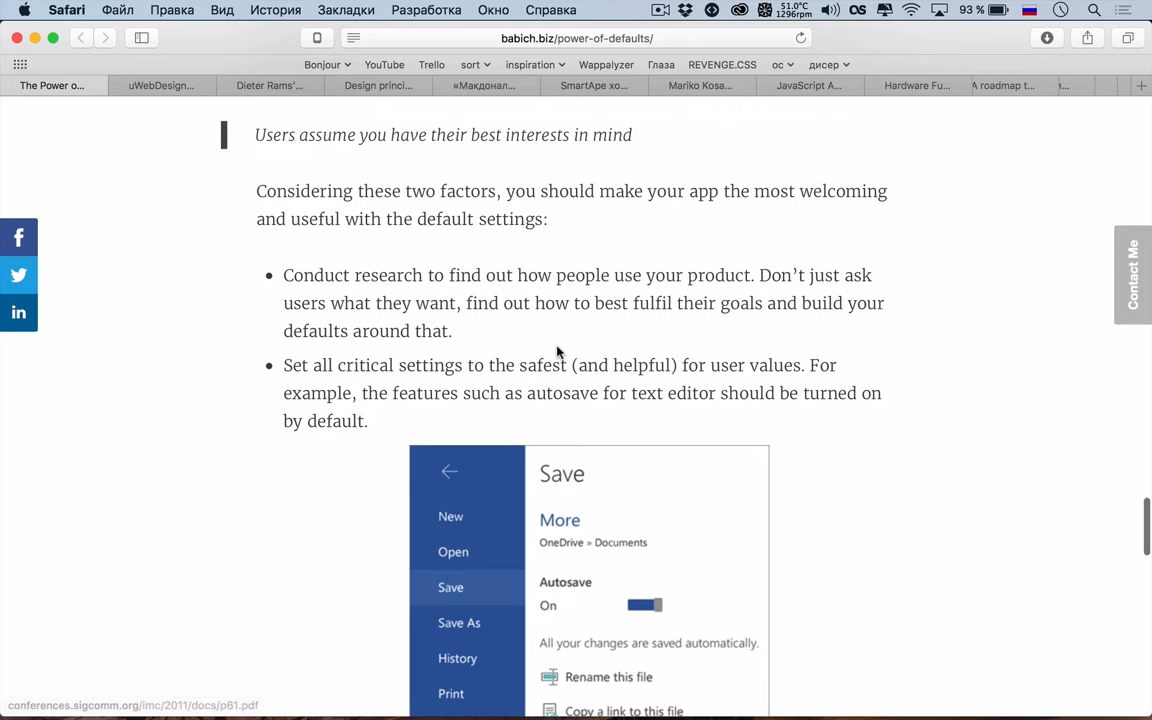 Safari Файл Правка Вид История Закладки Разработка Окно Справка 51.0°C 1296rpm 93 %
babich.biz/power-of-defaults/
Bonjour YouTube Trello sort inspiration Wappalyzer Глаза REVENGE.CSS ос дисер
The Power o... uWebDesign... Dieter Rams'... Design princi... «Макдонал... SmartApe хо... Mariko Kosa... JavaScript A... Hardware Fu... A roadmap t...
Users assume you have their best interests in mind
Considering these two factors, you should make your app the most welcoming
and useful with the default settings:
• Conduct research to find out how people use your product. Don’t just ask
users what they want, find out how to best fulfil their goals and build your
defaults around that.
• Set all critical settings to the safest (and helpful) for user values. For
example, the features such as autosave for text editor should be turned on
by default.
Contact Me
Save
More
New
OneDrive » Documents
Open
Autosave
Save
On
Save As
All your changes are saved automatically.
History
Rename this file
Print
Copy a link to this file
conferences.sigcomm.org/imc/2011/docs/p61.pdf